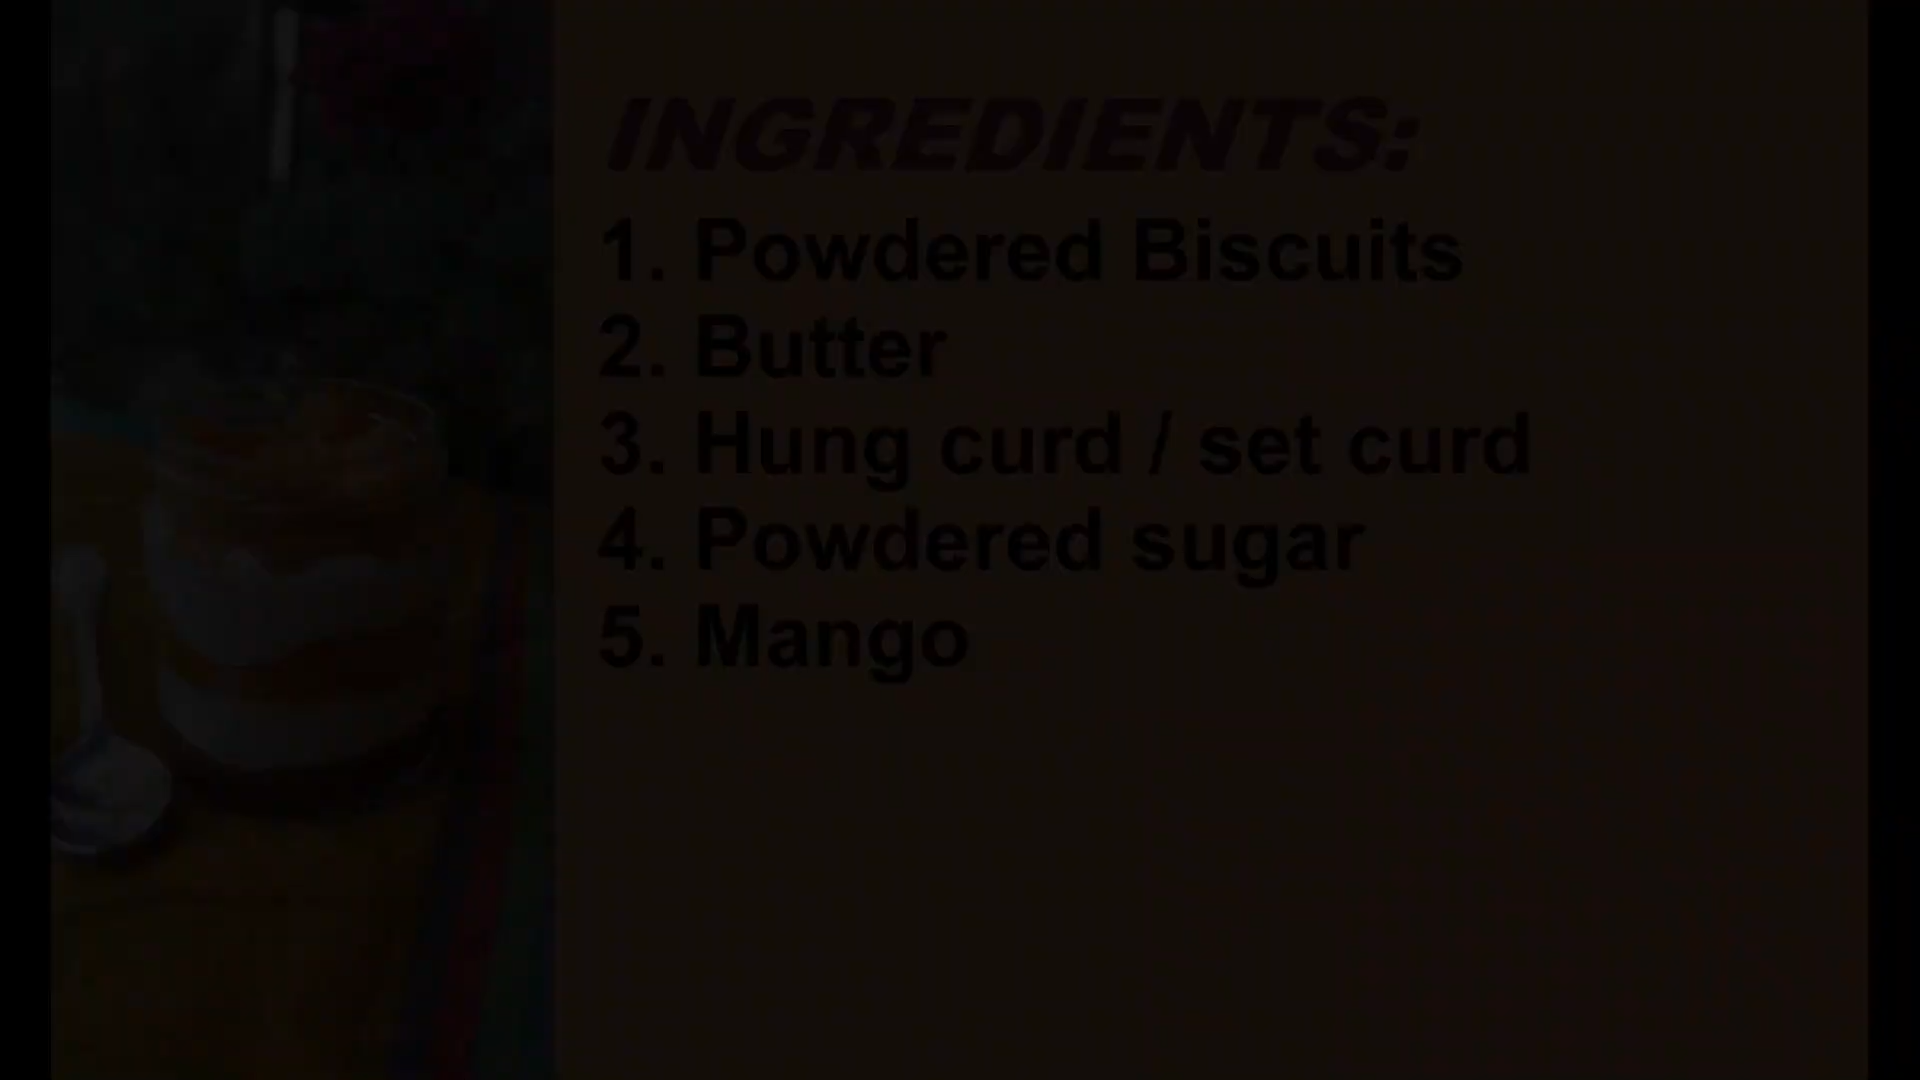 INGREDIENTS:
1. Powdered Biscuits
2. Butter
3. Hung curd / set curd
4. Powdered sugar
5. Mango